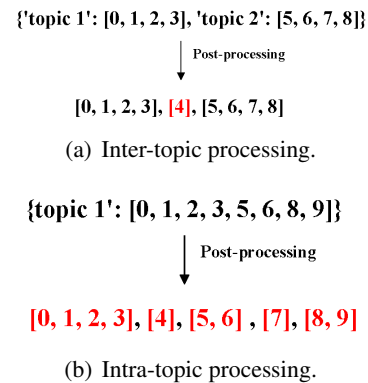 {'topic 1': [0, 1, 2, 3], 'topic 2': [5, 6, 7, 8]}
Post-processing
[0, 1, 2, 3], [4], [5, 6, 7, 8]
(a) Inter-topic processing.
{topic 1': [0, 1, 2, 3, 5, 6, 8, 9]}
Post-processing
[0, 1, 2, 3], [4], [5, 6] , [7], [8, 9]
(b) Intra-topic processing.